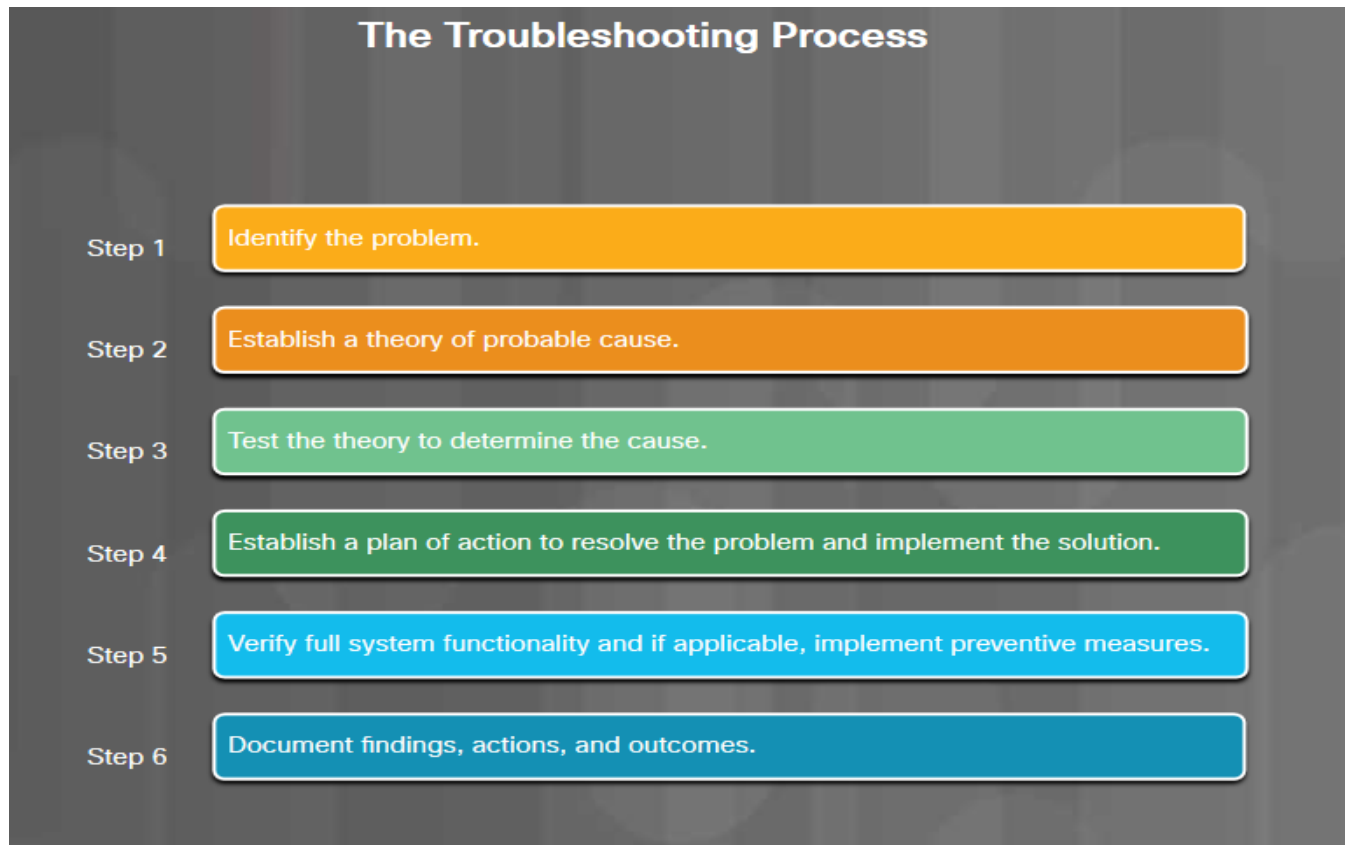 The Troubleshooting Process
Step 1 Identify the problem.
Step 2 Establish a theory of probable cause.
Step 3 Test the theory to determine the cause.
Step 4 Establish a plan of action to resolve the problem and implement the solution.
Step 5 Verify full system functionality and if applicable, implement preventive measures.
Step 6 Document findings, actions, and outcomes.